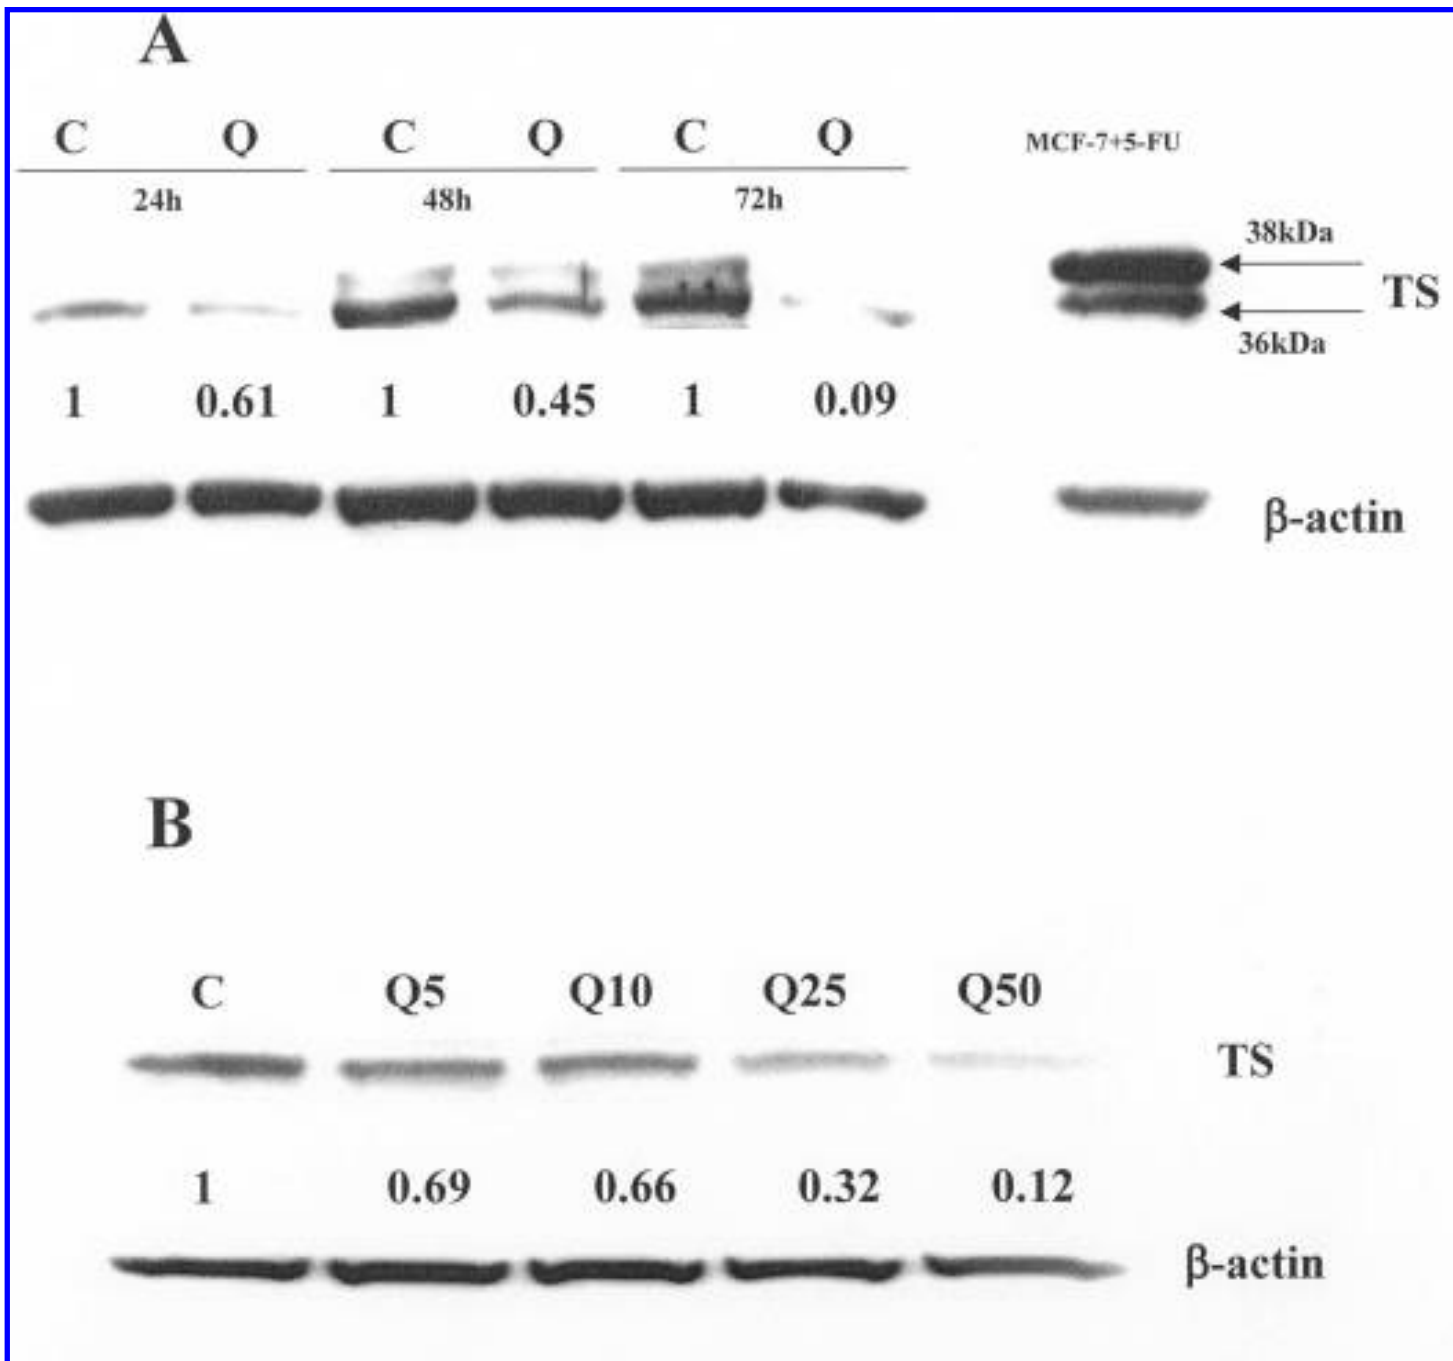 A
C Q C Q C Q MCF-7+5-FU
24h 48h 72h
38kDa
TS
36kDa
1 0.61 1 0.45 1 0.09
β-actin
B
C Q5 Q10 Q25 Q50
TS
1 0.69 0.66 0.32 0.12
β-actin